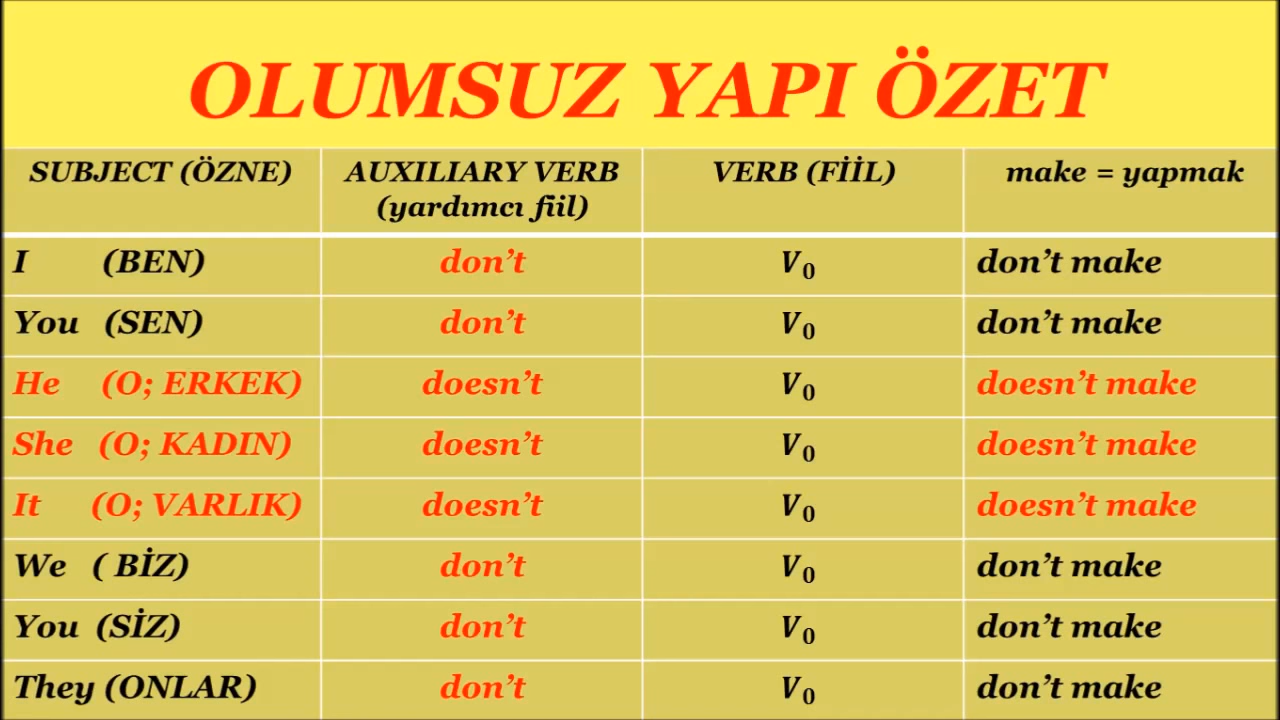 OLUMSUZ YAPI ÖZET
SUBJECT (ÖZNE) AUXILIARY VERB (yardımcı fiil) VERB (FİİL) make = yapmak
I (BEN) don’t V₀ don’t make
You (SEN) don’t V₀ don’t make
He (O; ERKEK) doesn’t V₀ doesn’t make
She (O; KADIN) doesn’t V₀ doesn’t make
It (O; VARLIK) doesn’t V₀ doesn’t make
We ( BİZ) don’t V₀ don’t make
You (SİZ) don’t V₀ don’t make
They (ONLAR) don’t V₀ don’t make